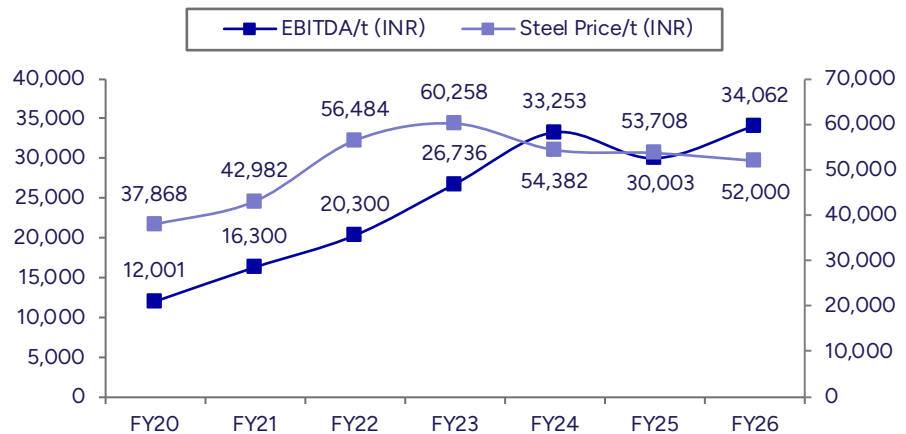 EBITDA/t (INR) Steel Price/t (INR)
40,000 70,000
35,000 60,000
30,000 50,000
25,000 40,000
20,000 30,000
15,000 20,000
10,000 10,000
5,000 0
0
37,868 42,982 56,484 60,258 54,382 53,708 52,000
12,001 16,300 20,300 26,736 33,253 30,003 34,062
FY20 FY21 FY22 FY23 FY24 FY25 FY26